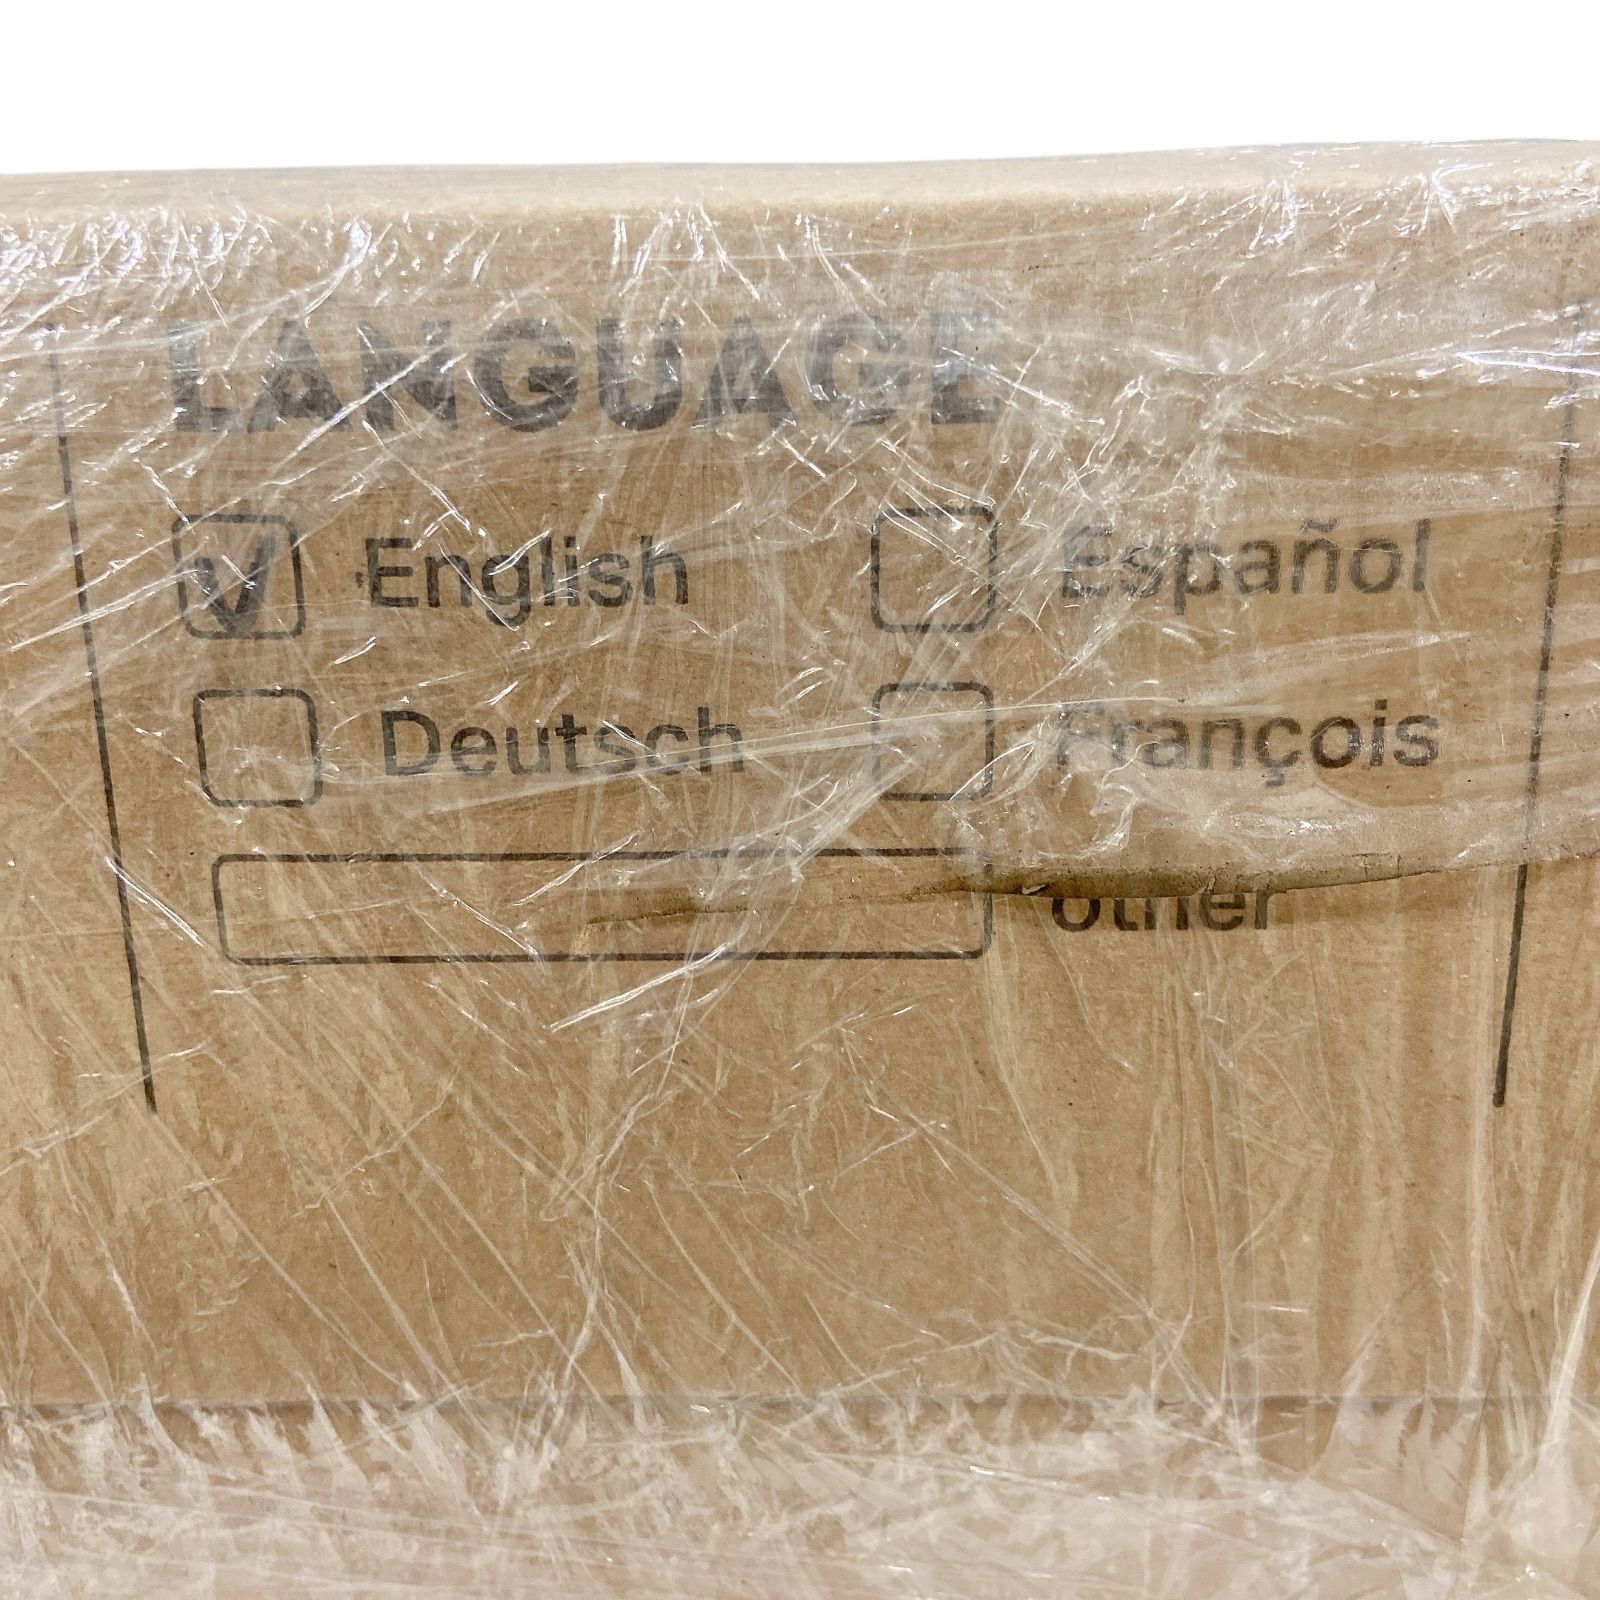 LANGUAGE
English Español
Deutsch François
other